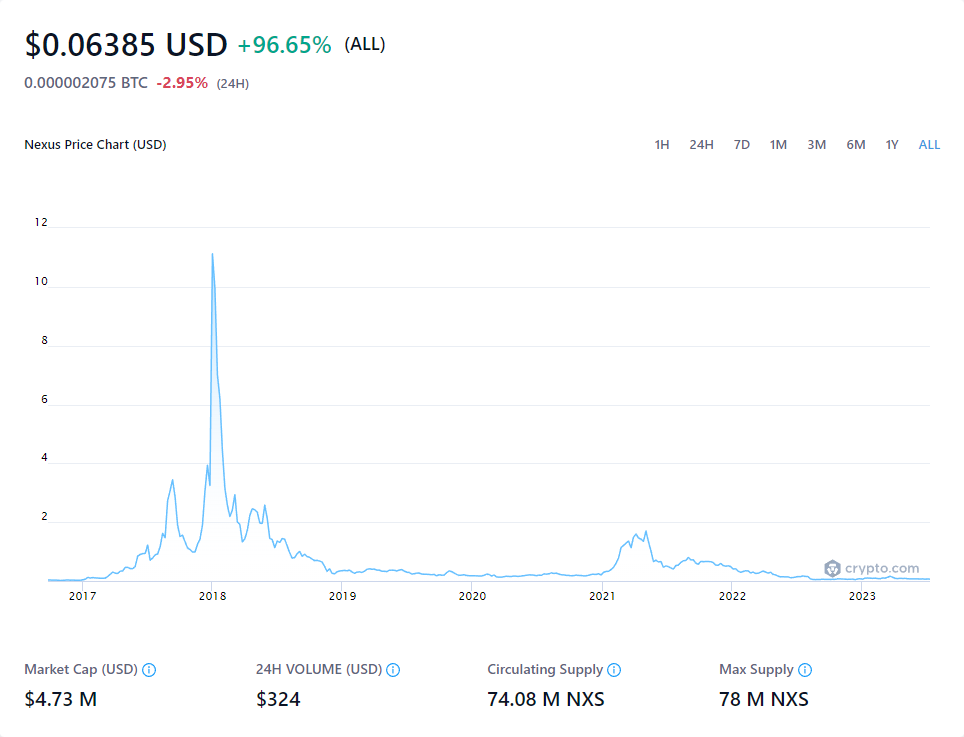 $0.06385 USD +96.65% (ALL)
0.000002075 BTC -2.95% (24H)
Nexus Price Chart (USD) 1H 24H 7D 1M 3M 6M 1Y ALL
12
10
8
6
4
2
crypto.com
2017 2018 2019 2020 2021 2022 2023
Market Cap (USD) 24H VOLUME (USD) Circulating Supply Max Supply
$4.73 M $324 74.08 M NXS 78 M NXS